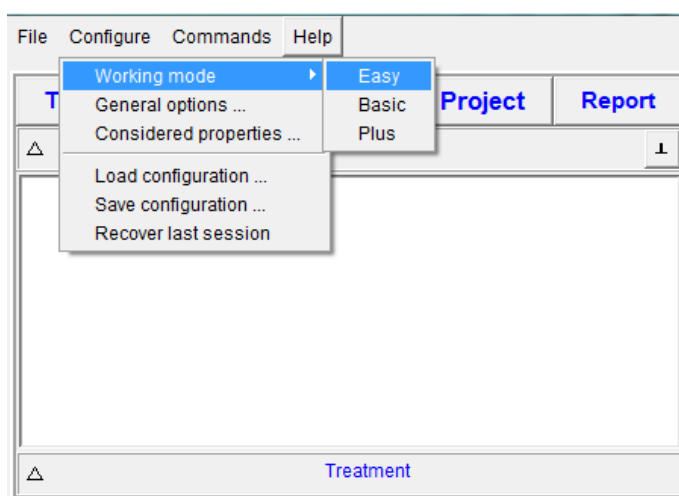 File Configure Commands Help
Working mode Easy
T Project Report
General options ... Basic
Considered properties ... Plus
Load configuration ...
Save configuration ...
Recover last session
Treatment